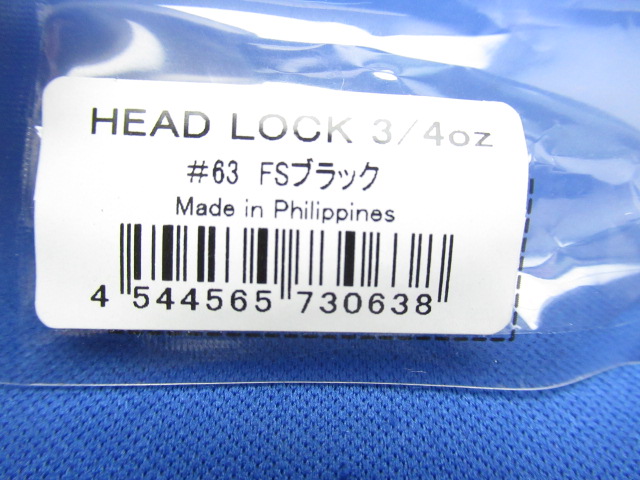 HEAD LOCK 3/4oz
#63 FSブラック
Made in Philippines
4 544565 730638